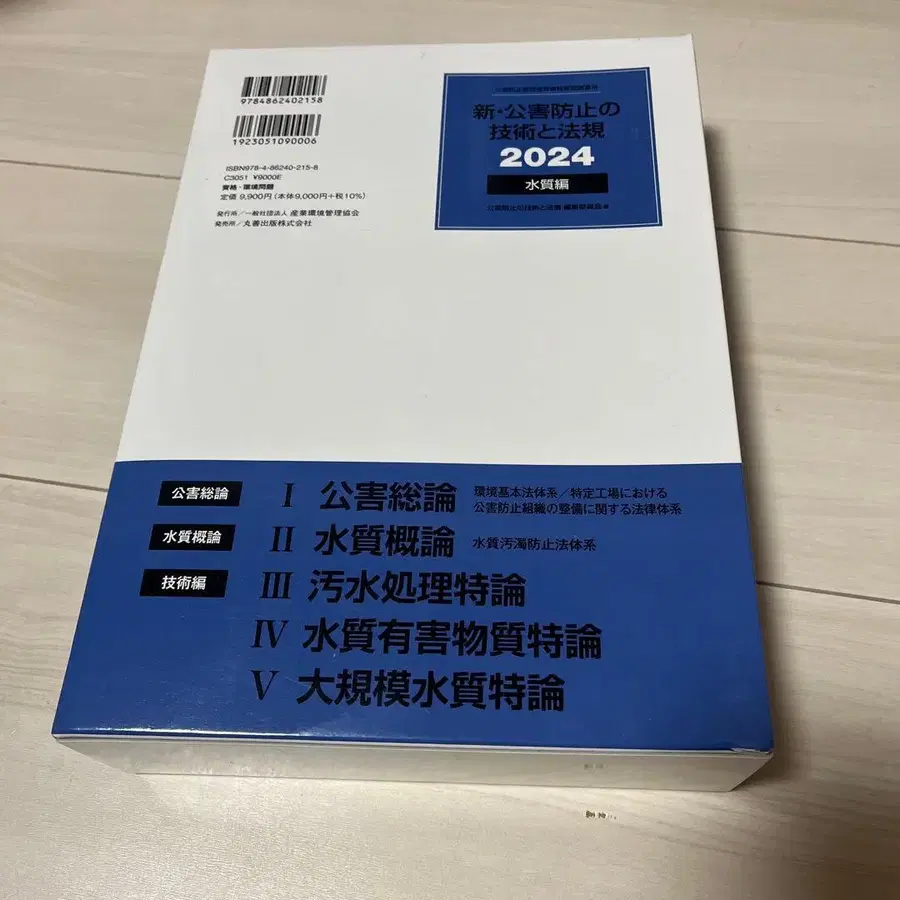 9784862402158
1923051090006
ISBN978-4-86240-215-8
C3051 ¥9000E
資格・環境問題
定価 9,900円（本体9,000円＋税10%）
発行所／一般社団法人 産業環境管理協会
発売所／丸善出版株式会社
新・公害防止の
技術と法規
2024
水質編
公害防止の技術と法規 編集委員会 編
公害総論 Ⅰ 公害総論 環境基本法体系／特定工場における
公害防止組織の整備に関する法律体系
水質概論 Ⅱ 水質概論 水質汚濁防止法体系
技術編 Ⅲ 汚水処理特論
Ⅳ 水質有害物質特論
Ⅴ 大規模水質特論